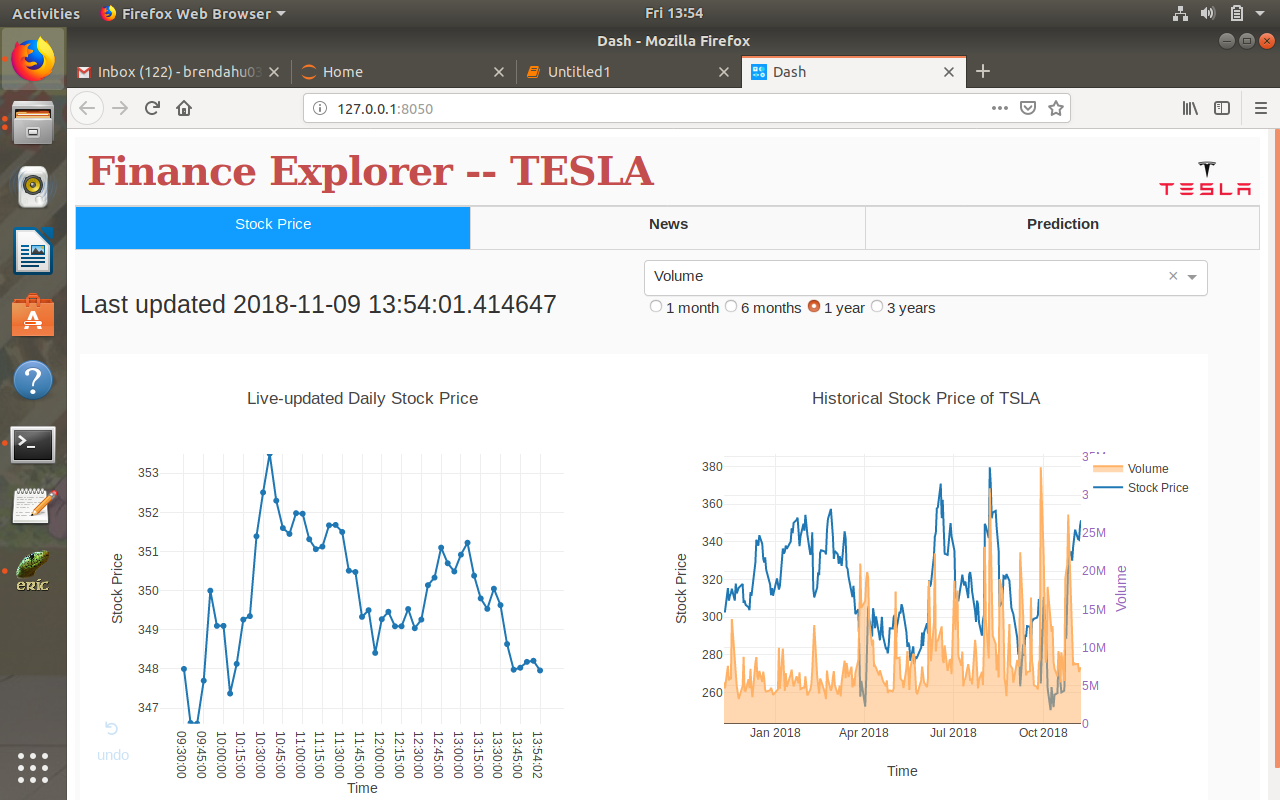 Activities Firefox Web Browser Fri 13:54
Dash - Mozilla Firefox
Inbox (122) - brendahu03 Home Untitled1 Dash
127.0.0.1:8050
Finance Explorer -- TESLA
TESLA
Stock Price News Prediction
Volume
Last updated 2018-11-09 13:54:01.414647
1 month 6 months 1 year 3 years
Live-updated Daily Stock Price
353
352
351
350
349
348
347
Stock Price
09:30:00 09:45:00 10:00:00 10:15:00 10:30:00 10:45:00 11:00:00 11:15:00 11:30:00 11:45:00 12:00:00 12:15:00 12:30:00 12:45:00 13:00:00 13:15:00 13:30:00 13:45:00 13:54:02
Time
undo
Historical Stock Price of TSLA
380
360
340
320
300
280
260
Stock Price
Jan 2018 Apr 2018 Jul 2018 Oct 2018
Time
25M
20M
15M
10M
5M
0
Volume
Volume
Stock Price
eric